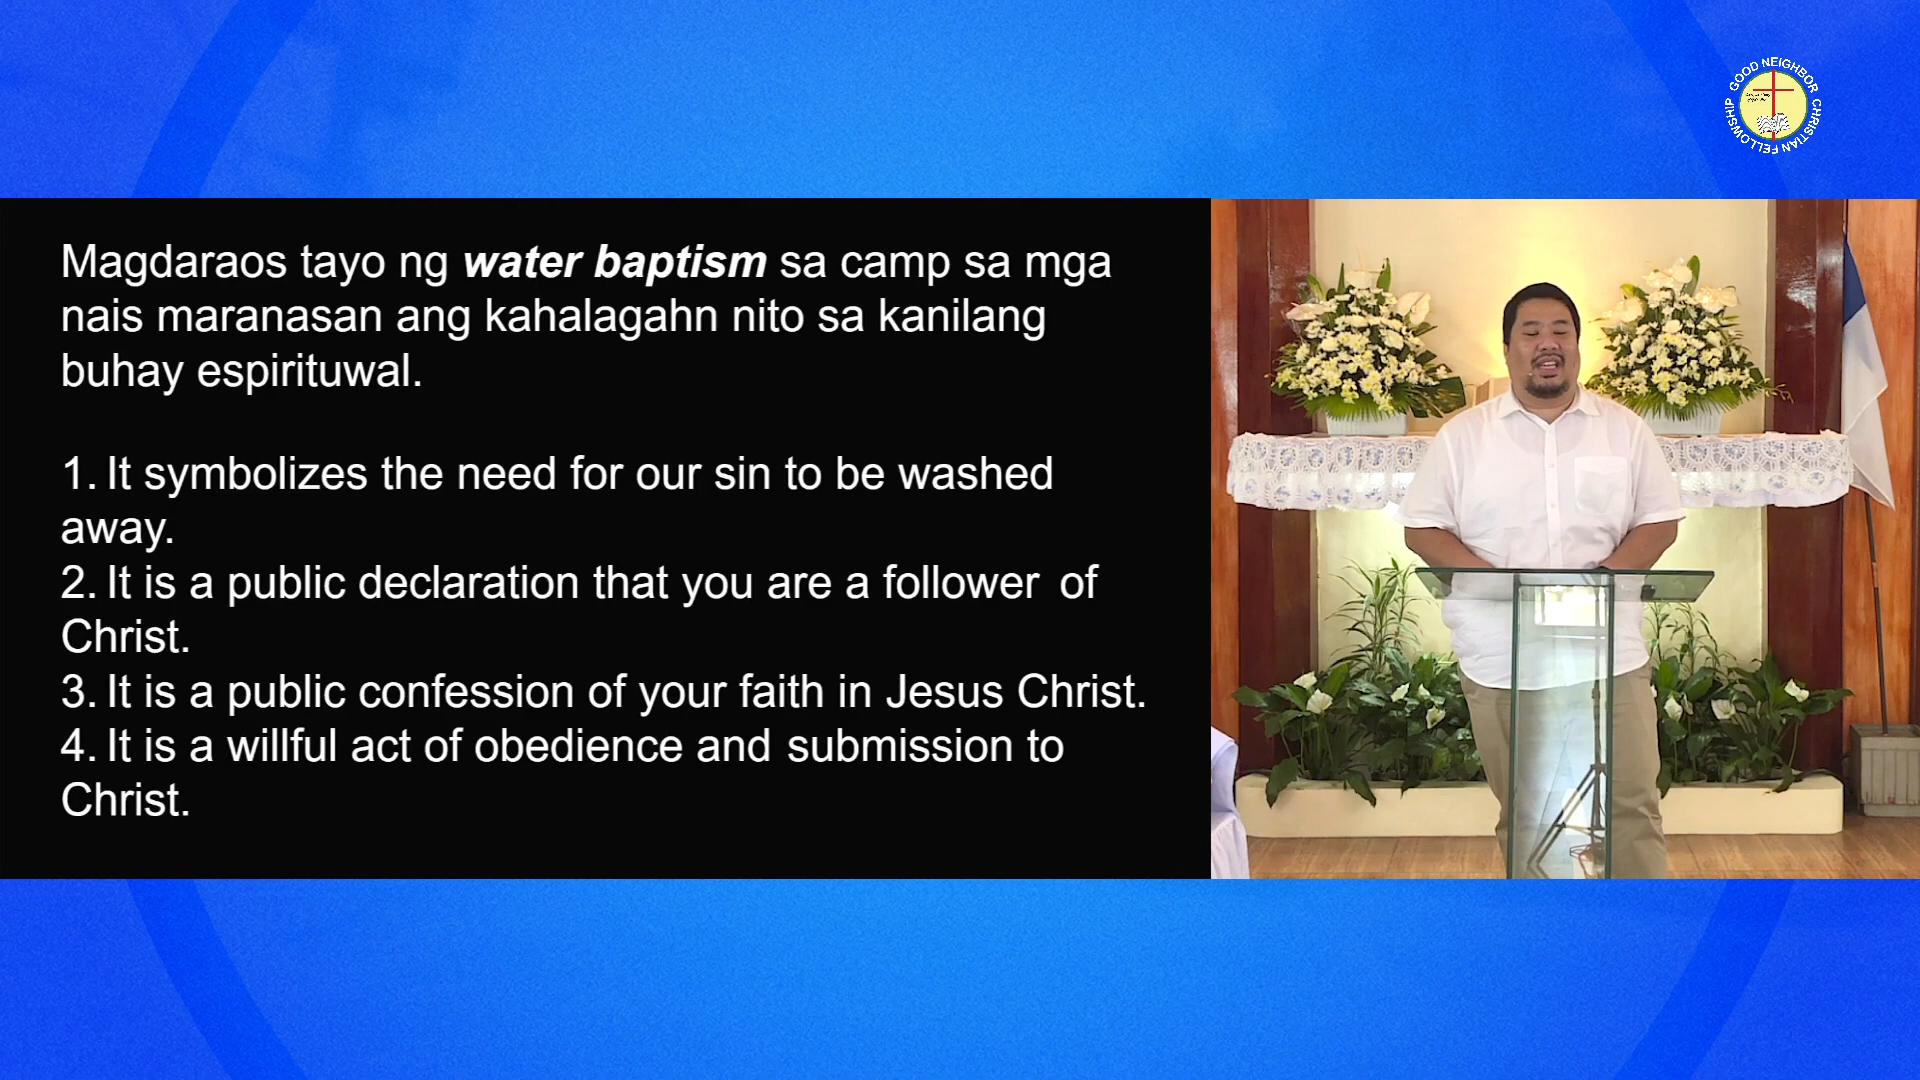 GOOD NEIGHBOR CHRISTIAN FELLOWSHIP
Magdaraos tayo ng water baptism sa camp sa mga
nais maranasan ang kahalagahn nito sa kanilang
buhay espirituwal.
1. It symbolizes the need for our sin to be washed
away.
2. It is a public declaration that you are a follower of
Christ.
3. It is a public confession of your faith in Jesus Christ.
4. It is a willful act of obedience and submission to
Christ.